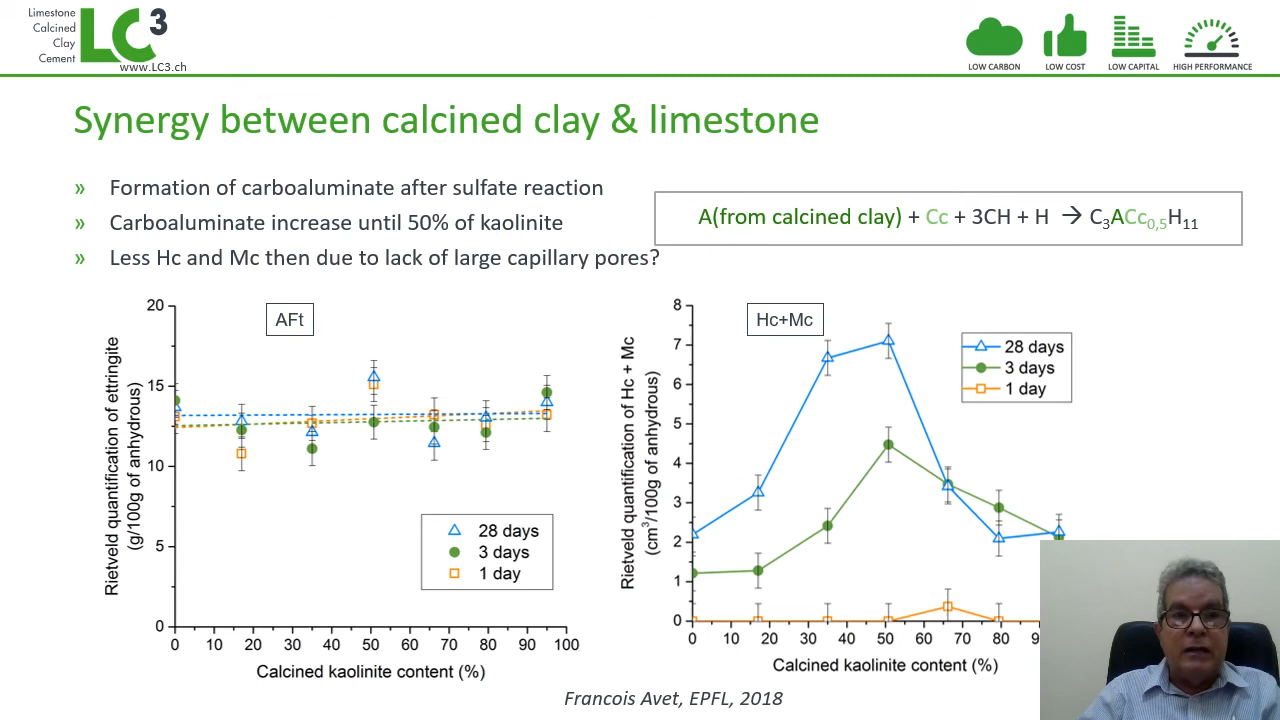 Limestone
Calcined
Clay
Cement
LC3
www.LC3.ch
LOW CARBON
LOW COST
LOW CAPITAL
HIGH PERFORMANCE
Synergy between calcined clay & limestone
» Formation of carboaluminate after sulfate reaction
» Carboaluminate increase until 50% of kaolinite
» Less Hc and Mc then due to lack of large capillary pores?
A(from calcined clay) + Cc + 3CH + H → C3ACc0,5H11
AFt
Rietveld quantification of ettringite
(g/100g of anhydrous)
20
15
10
5
0
28 days
3 days
1 day
0 10 20 30 40 50 60 70 80 90 100
Calcined kaolinite content (%)
Hc+Mc
Rietveld quantification of Hc + Mc
(cm3/100g of anhydrous)
8
7
6
5
4
3
2
1
0
28 days
3 days
1 day
0 10 20 30 40 50 60 70 80
Calcined kaolinite content (%)
Francois Avet, EPFL, 2018